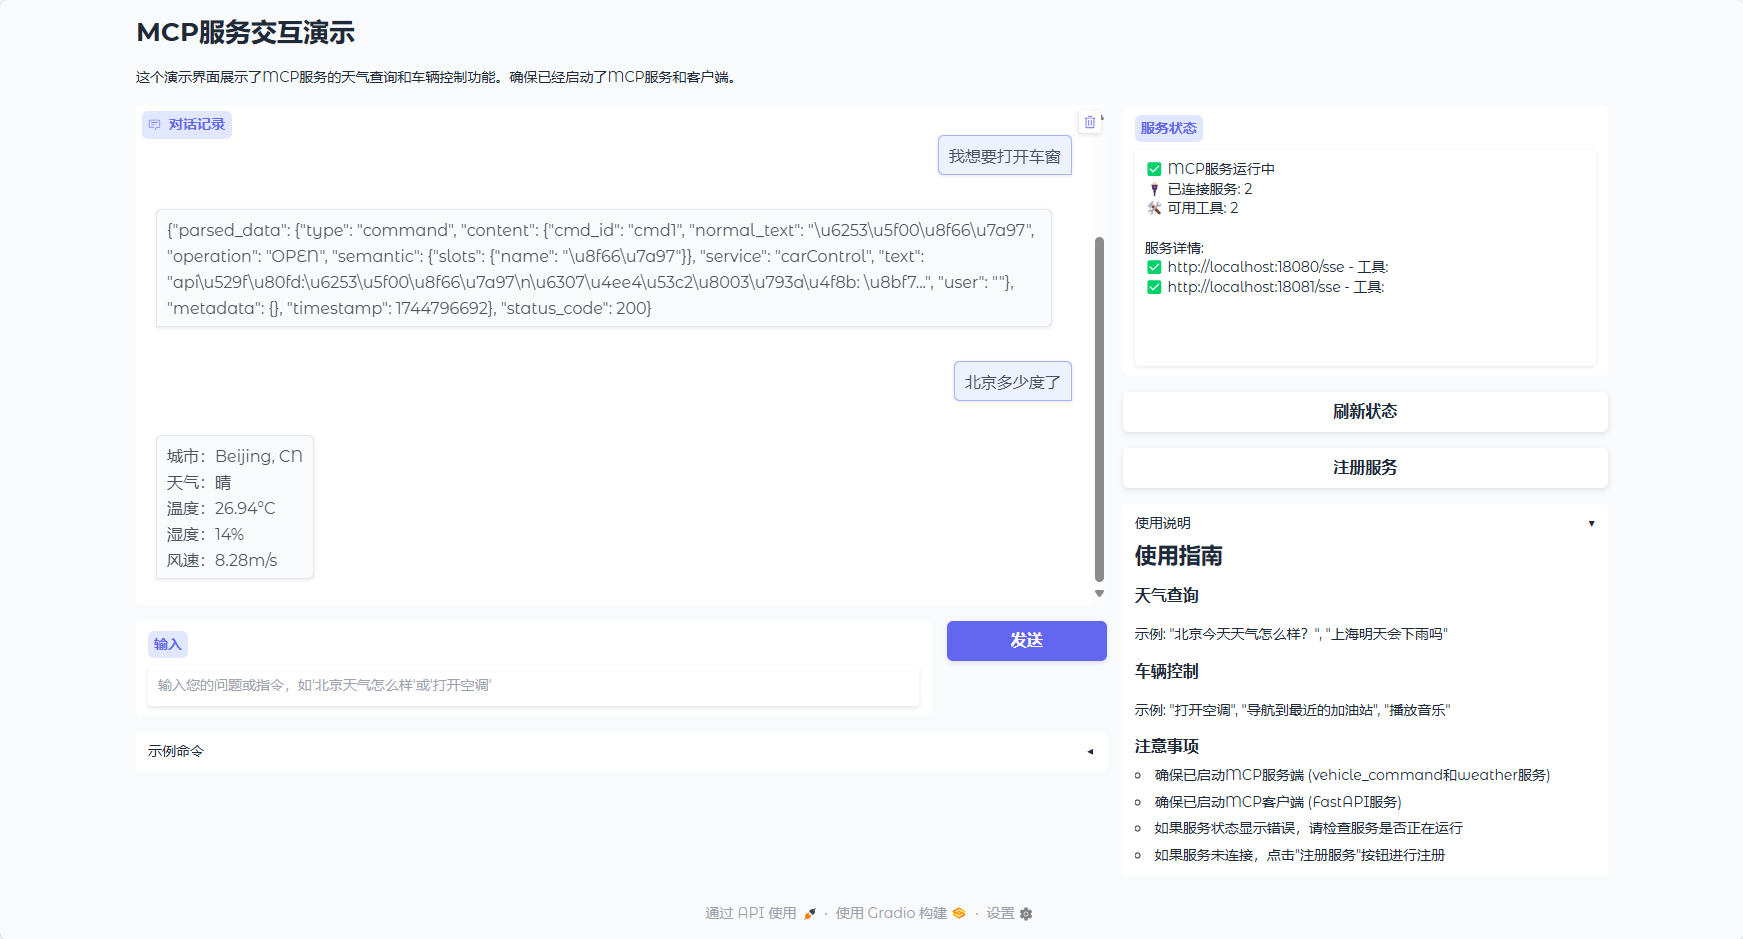 MCP服务交互演示
这个演示界面展示了MCP服务的天气查询和车辆控制功能。确保已经启动了MCP服务和客户端。
对话记录
我想要打开车窗
{"parsed_data": {"type": "command", "content": {"cmd_id": "cmd1", "normal_text": "\u6253\u5f00\u8f66\u7a97",
"operation": "OPEN", "semantic": {"slots": {"name": "\u8f66\u7a97"}}, "service": "carControl", "text":
"api\u529f\u80fd:\u6253\u5f00\u8f66\u7a97\n\u6307\u4ee4\u53c2\u8003\u793a\u4f8b: \u8bf7...", "user": ""},
"metadata": {}, "timestamp": 1744796692}, "status_code": 200}
北京多少度了
城市：Beijing, CN
天气：晴
温度：26.94°C
湿度：14%
风速：8.28m/s
输入
输入您的问题或指令，如'北京天气怎么样'或'打开空调'
发送
示例命令
服务状态
MCP服务运行中
已连接服务: 2
可用工具: 2
服务详情:
http://localhost:18080/sse - 工具:
http://localhost:18081/sse - 工具:
刷新状态
注册服务
使用说明
使用指南
天气查询
示例: "北京今天天气怎么样？", "上海明天会下雨吗"
车辆控制
示例: "打开空调", "导航到最近的加油站", "播放音乐"
注意事项
确保已启动MCP服务端 (vehicle_command和weather服务)
确保已启动MCP客户端 (FastAPI服务)
如果服务状态显示错误，请检查服务是否正在运行
如果服务未连接，点击"注册服务"按钮进行注册
通过 API 使用 · 使用 Gradio 构建 · 设置